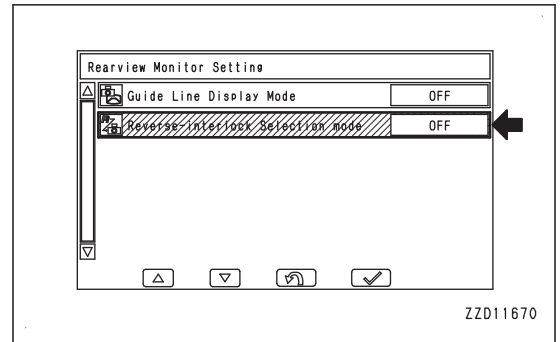 Rearview Monitor Setting
Guide Line Display Mode OFF
Reverse-interlock Selection mode OFF
ZZD11670